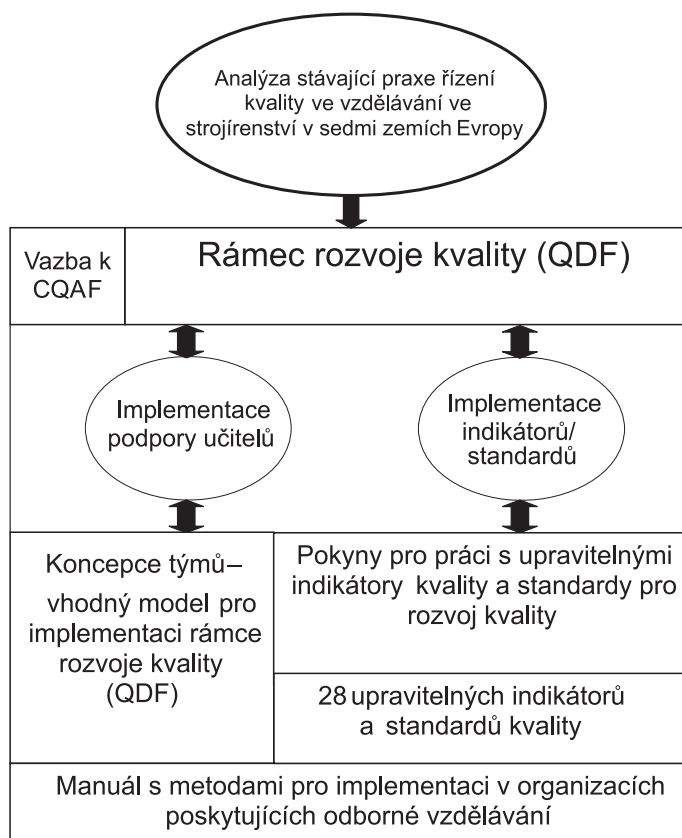 Analýza stávající praxe řízení
kvality ve vzdělávání ve
strojírenství v sedmi zemích Evropy
Vazba k
CQAF
Rámec rozvoje kvality (QDF)
Implementace
podpory učitelů
Implementace
indikátorů/
standardů
Koncepce týmů–
vhodný model pro
implementaci rámce
rozvoje kvality
(QDF)
Pokyny pro práci s upravitelnými
indikátory kvality a standardy pro
rozvoj kvality
28 upravitelných indikátorů
a standardů kvality
Manuál s metodami pro implementaci v organizacích
poskytujících odborné vzdělávání